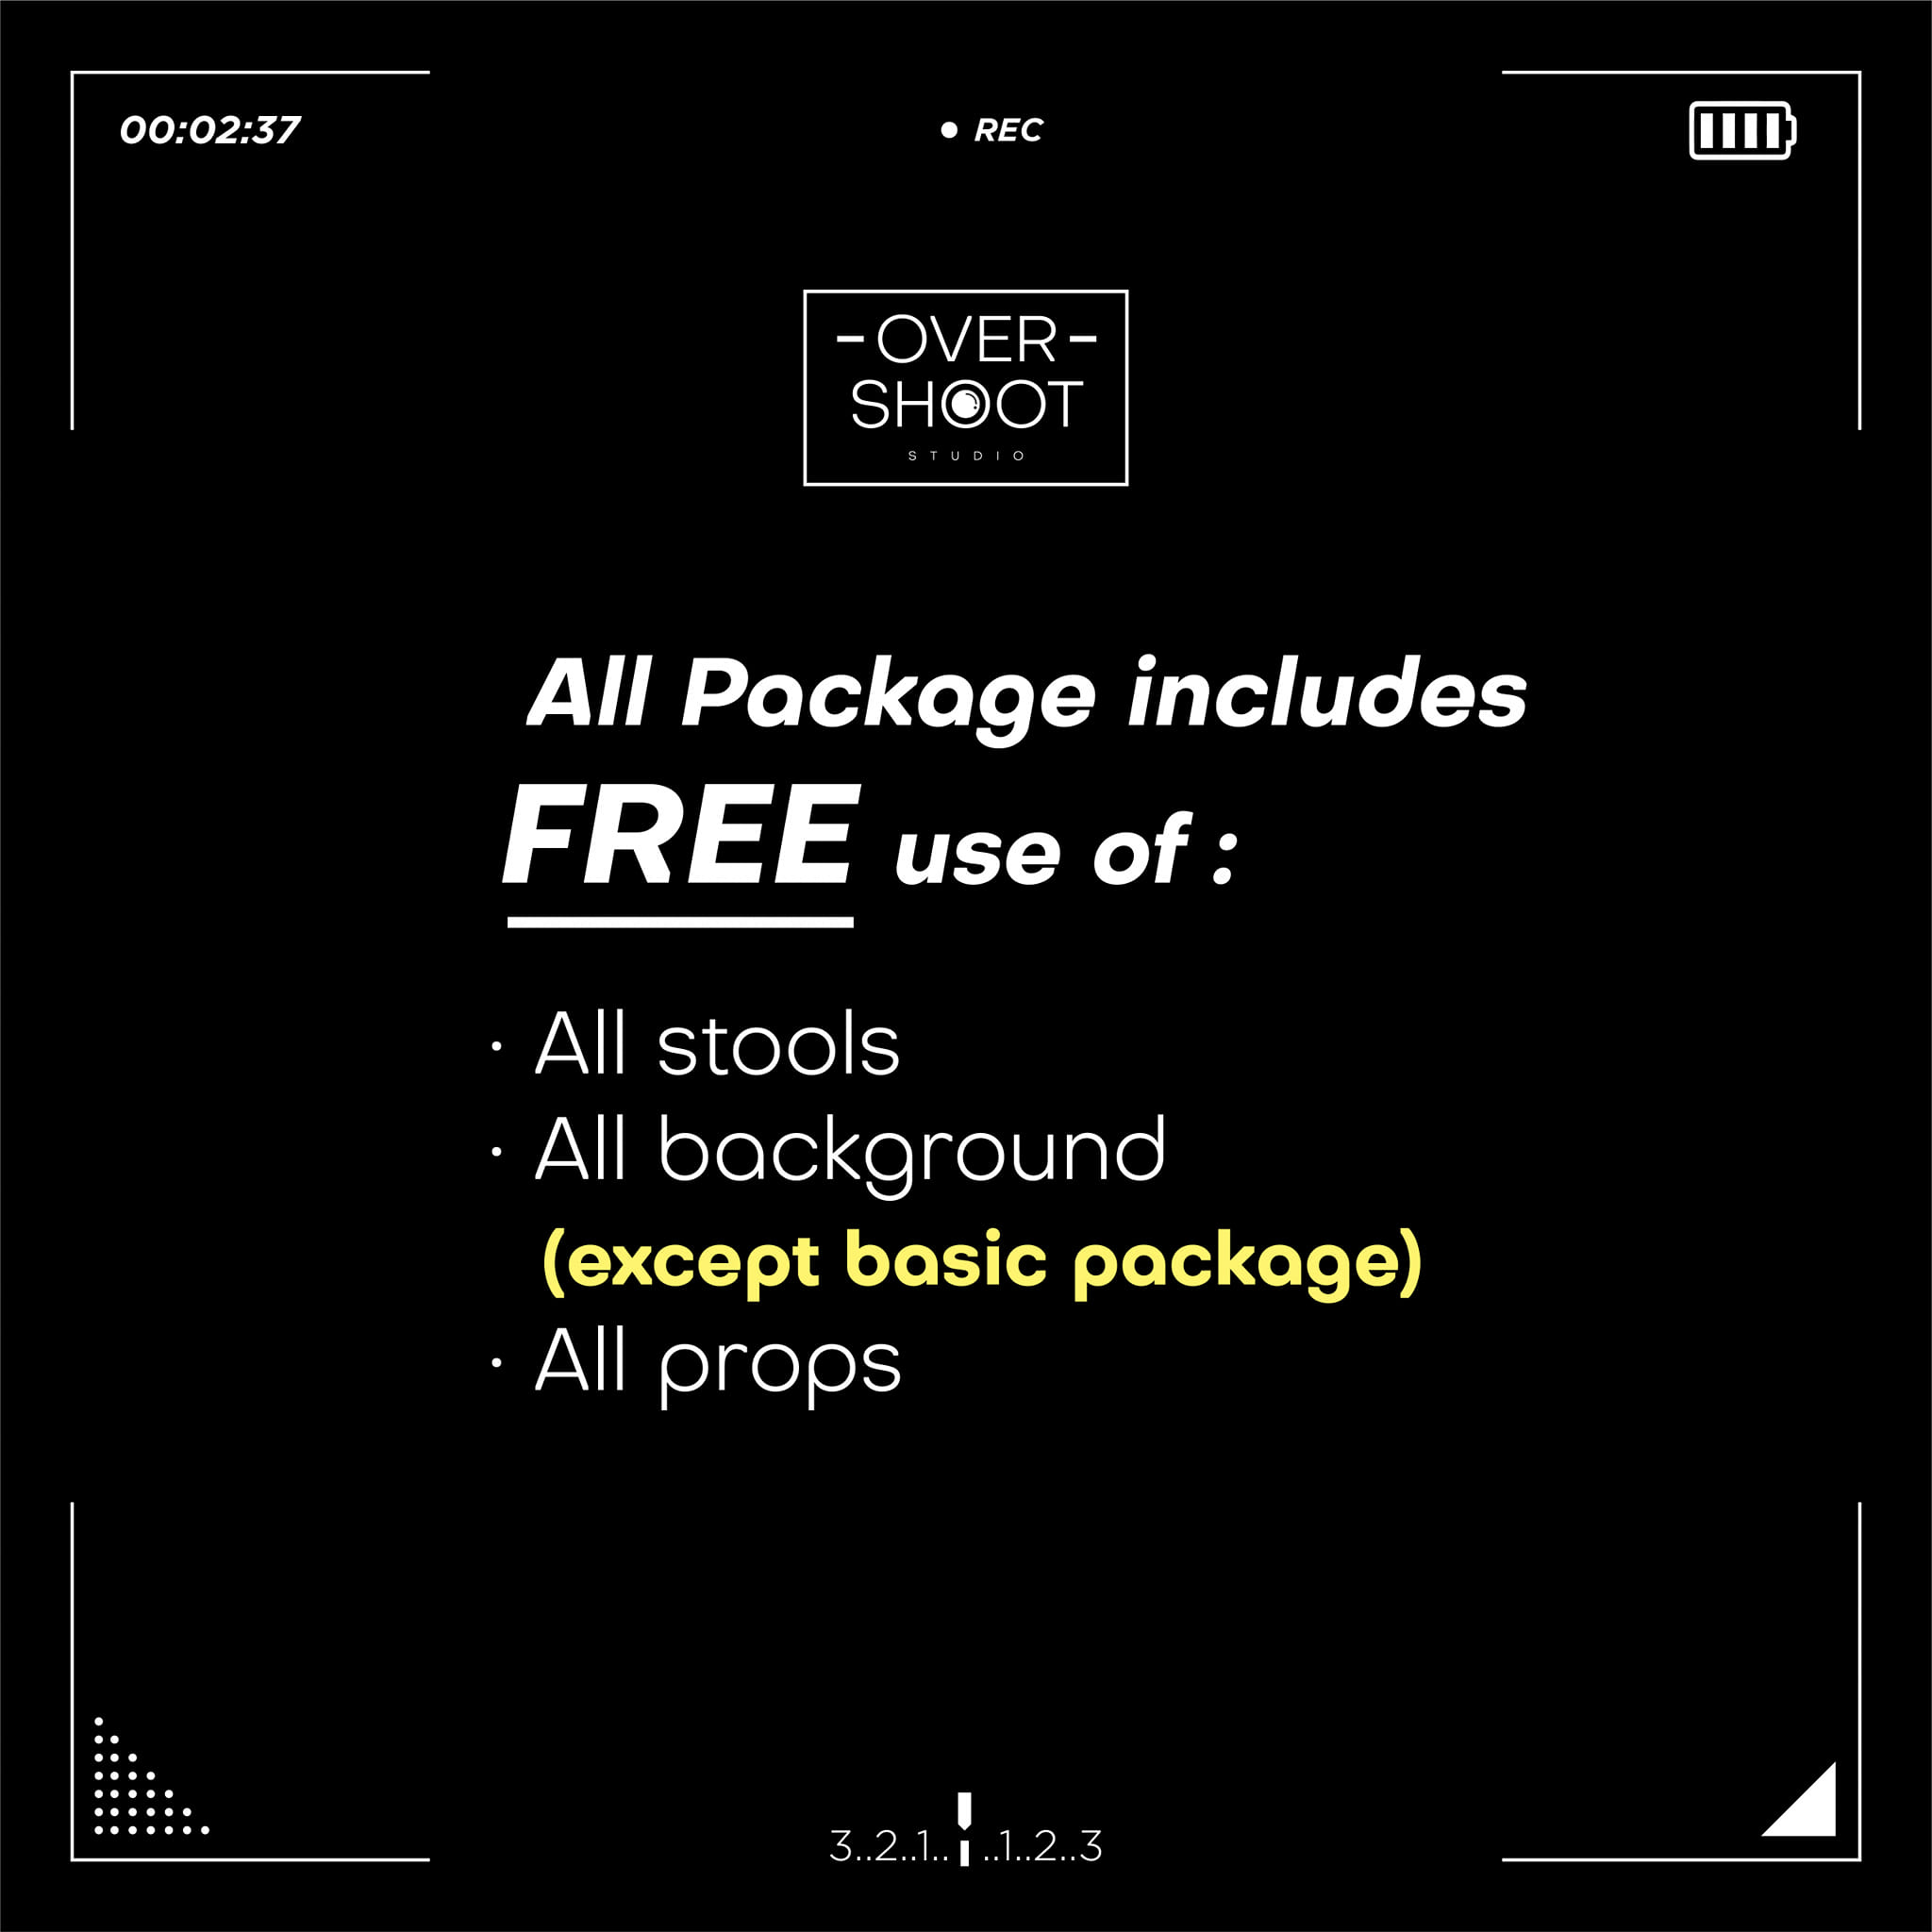 00:02:37
• REC
-OVER-
SHOOT
STUDIO
All Package includes
FREE use of :
· All stools
· All background
(except basic package)
· All props
3..2..1.. ..1..2..3